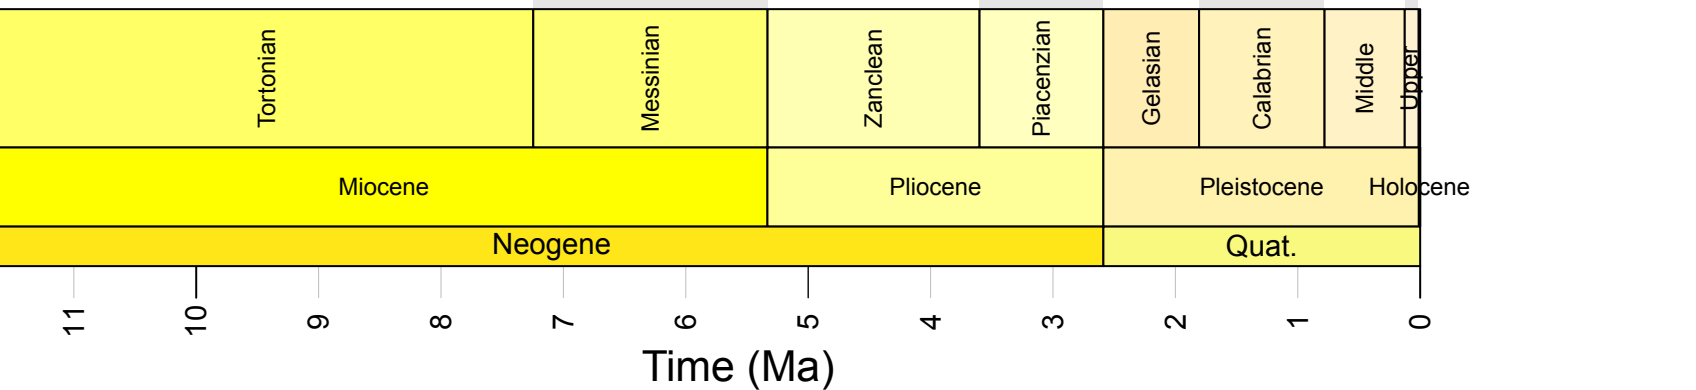 Tortonian
Messinian
Zanclean
Piacenzian
Gelasian
Calabrian
Middle
Upper
Miocene
Pliocene
Pleistocene
Holocene
Neogene
Quat.
11
10
9
8
7
6
5
4
3
2
1
0
Time (Ma)